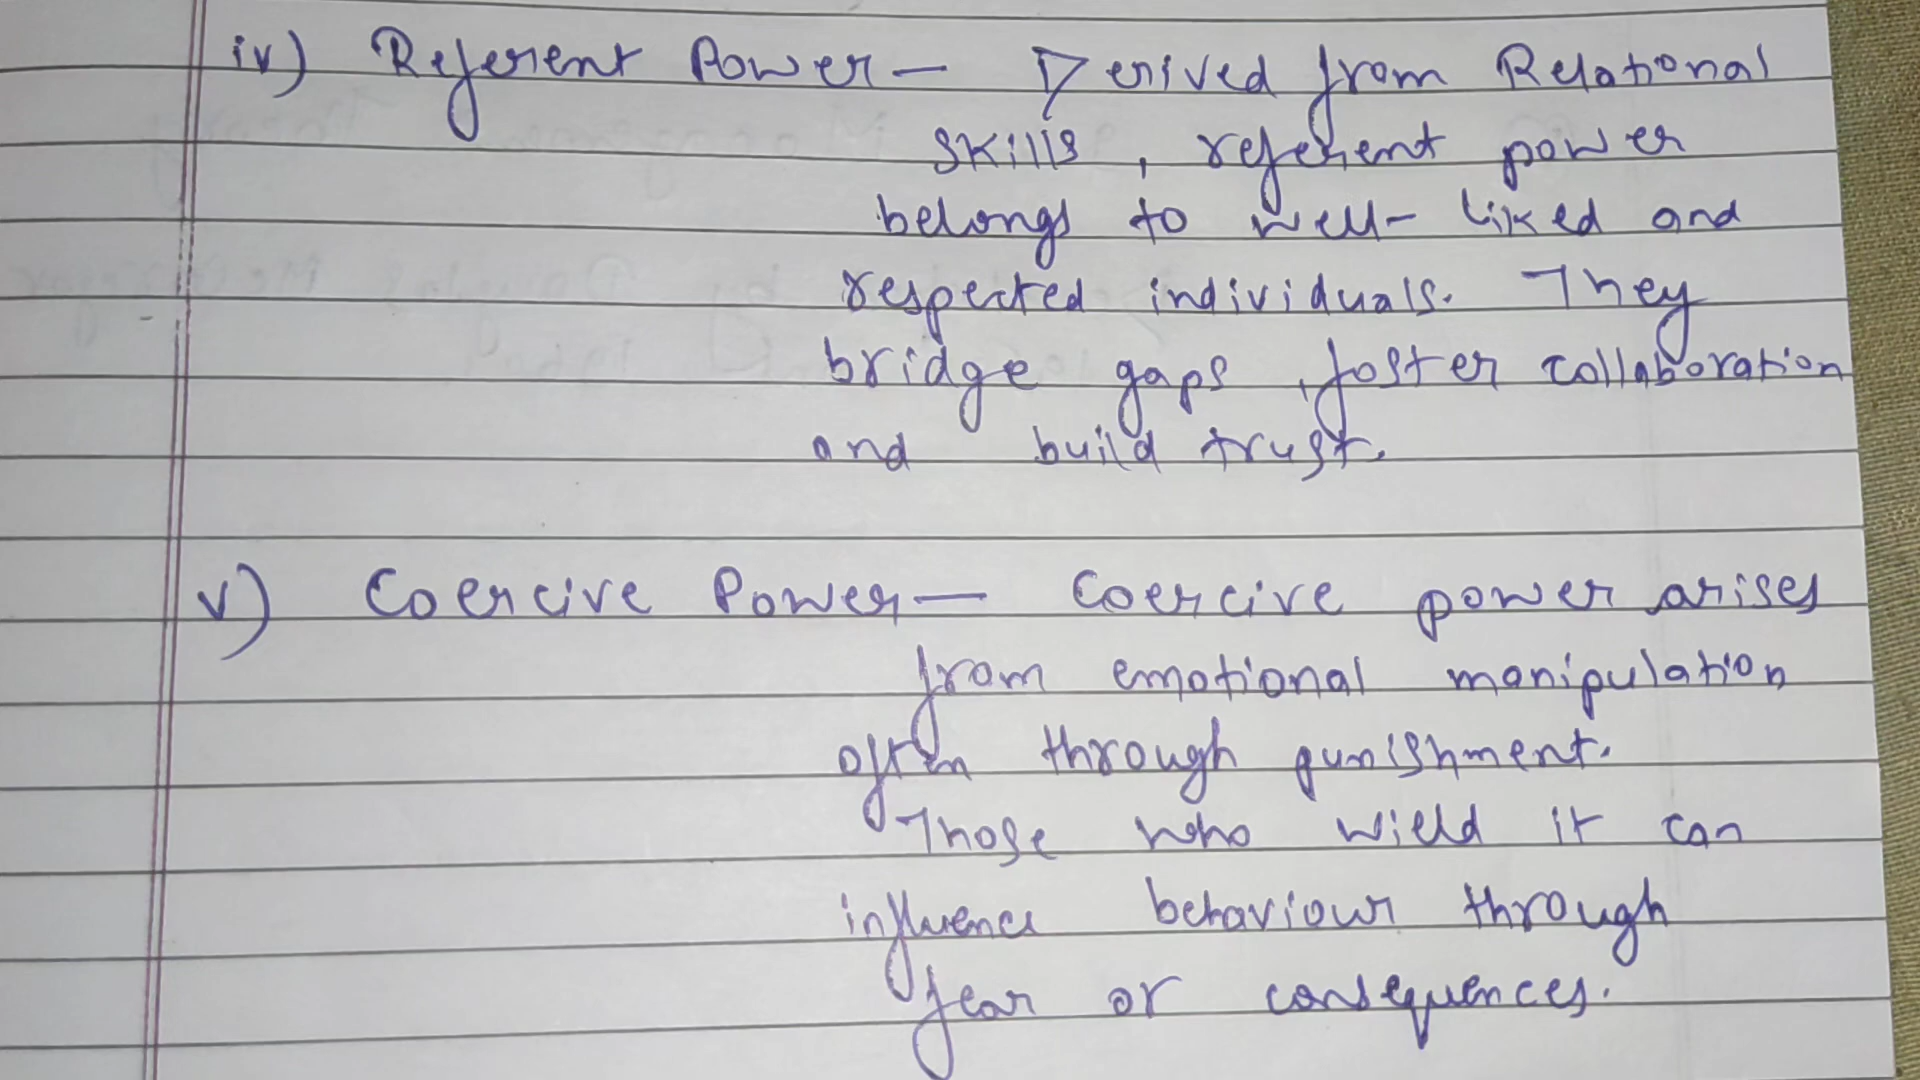 iv) Referent Power — Derived from Relational
skills, referent power
belongs to well-liked and
respected individuals. They
bridge gaps, foster collaboration
and build trust.
v) Coercive Power — Coercive power arises
from emotional manipulation
often through punishment.
Those who wield it can
influence behaviour through
fear or consequences.